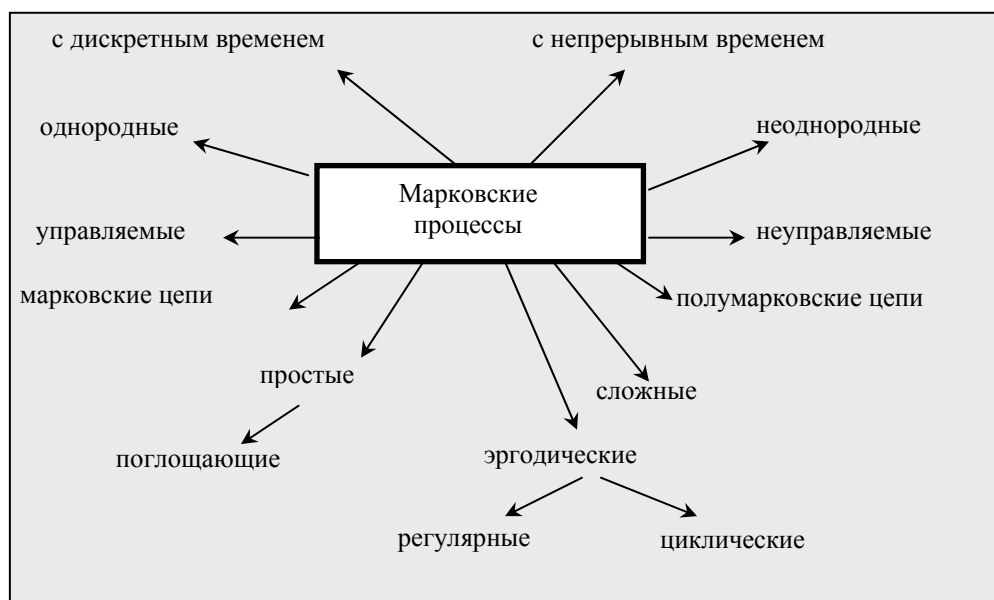 с дискретным временем
с непрерывным временем
однородные
неоднородные
Марковские
процессы
управляемые
неуправляемые
марковские цепи
полумарковские цепи
простые
сложные
поглощающие
эргодические
регулярные
циклические